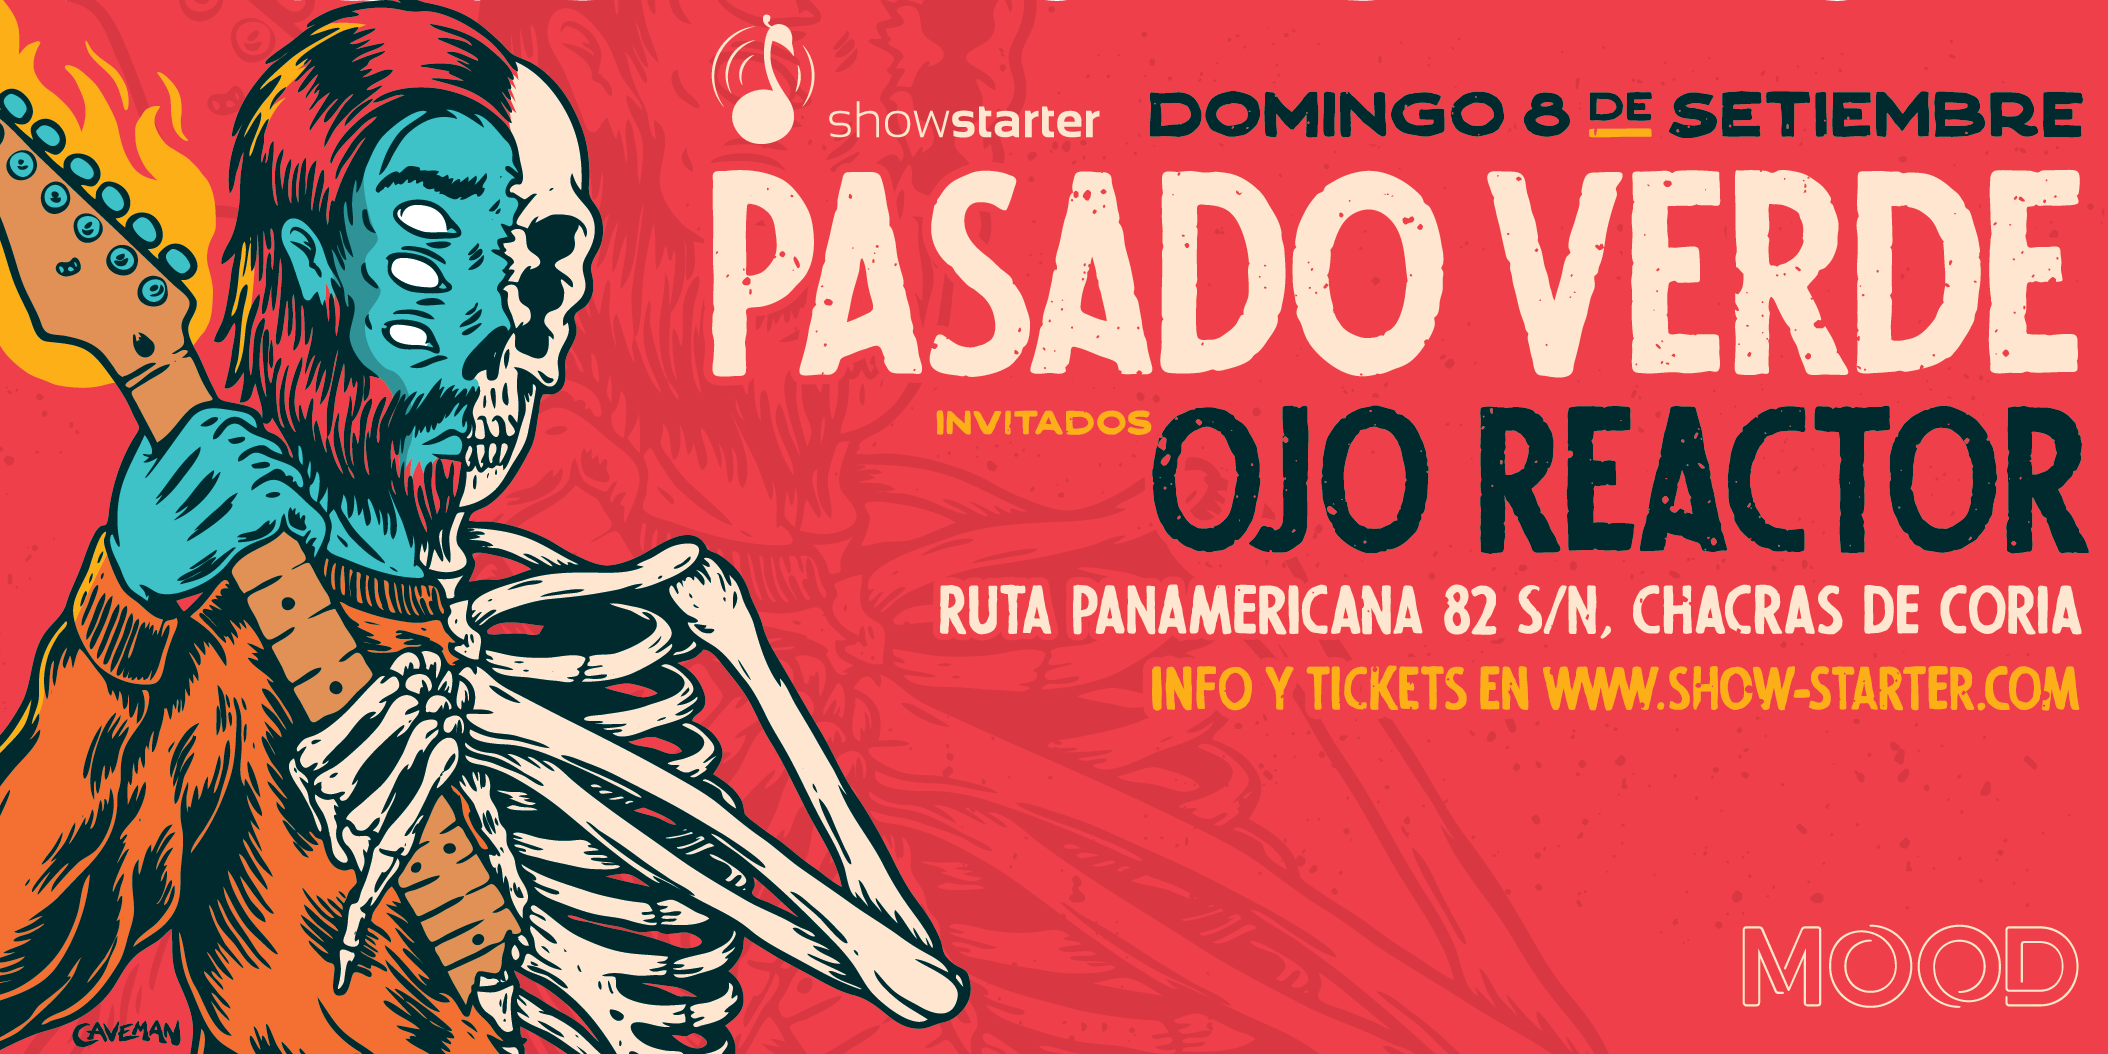 showstarter
DOMINGO 8 DE SETIEMBRE
PASADO VERDE
INVITADOS OJO REACTOR
RUTA PANAMERICANA 82 S/N, CHACRAS DE CORIA
INFO Y TICKETS EN WWW.SHOW-STARTER.COM
MOOD
CAVEMAN